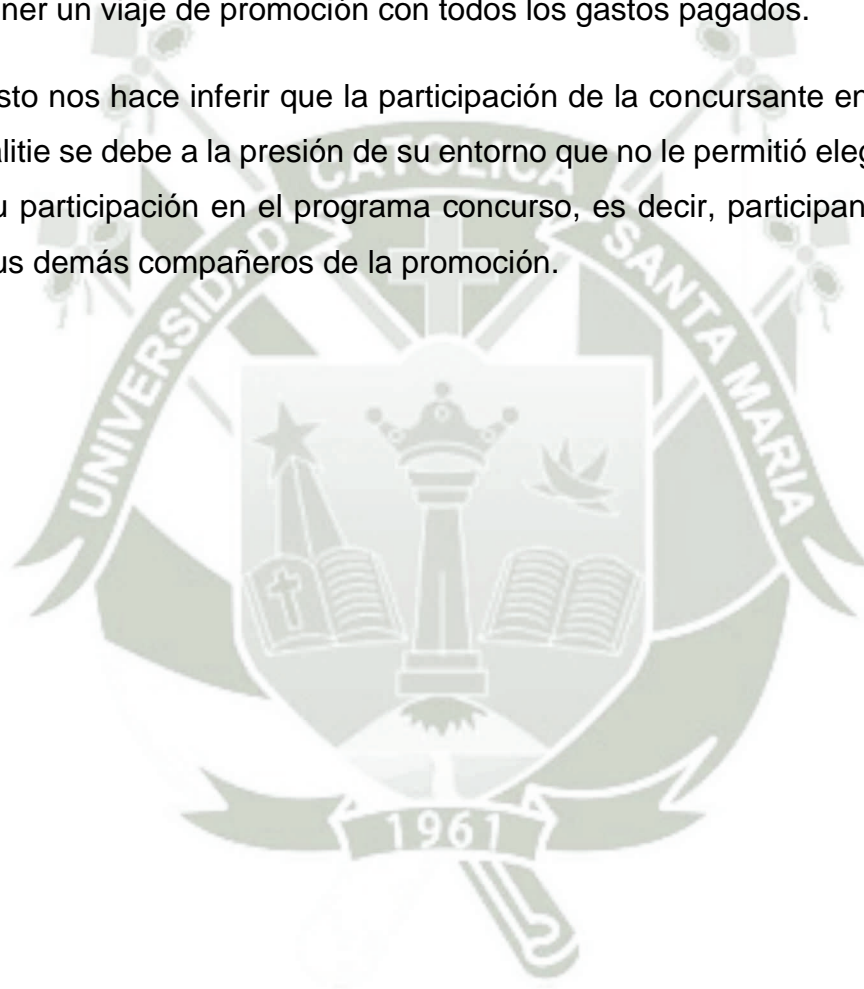 ner un viaje de promoción con todos los gastos pagados.
sto nos hace inferir que la participación de la concursante en
alitie se debe a la presión de su entorno que no le permitió eleg
u participación en el programa concurso, es decir, participan
us demás compañeros de la promoción.
UNIVERSIDAD CATOLICA SANTA MARIA
1961